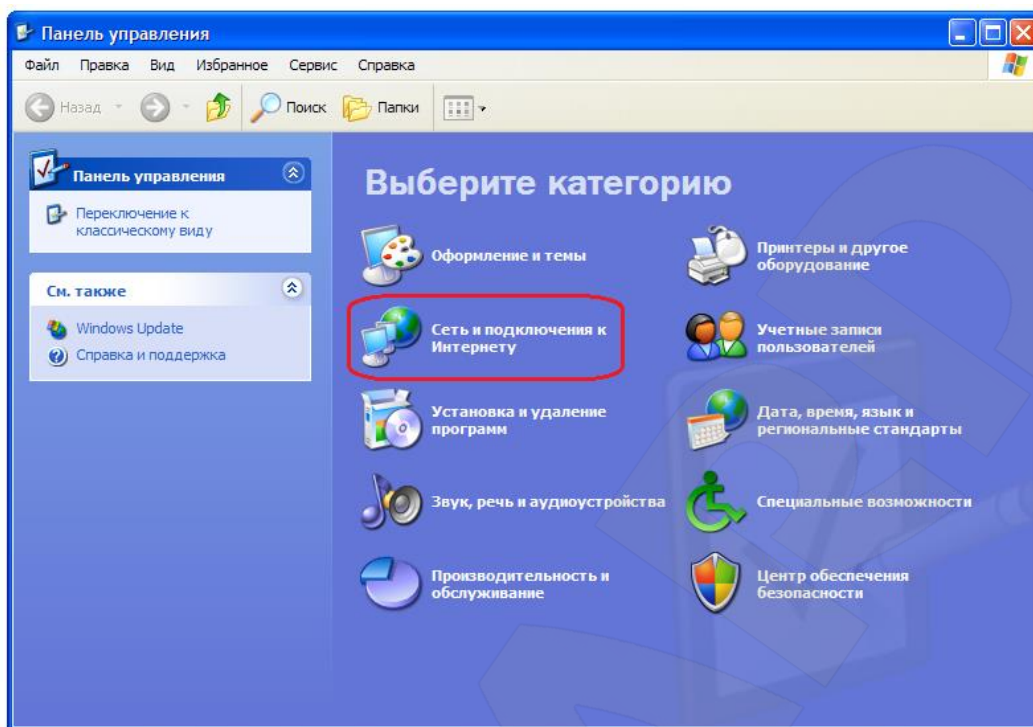 Панель управления
Файл Правка Вид Избранное Сервис Справка
Назад Поиск Папки
Панель управления
Переключение к
классическому виду
См. также
Windows Update
Справка и поддержка
Выберите категорию
Оформление и темы
Принтеры и другое
оборудование
Сеть и подключения к
Интернету
Учетные записи
пользователей
Установка и удаление
программ
Дата, время, язык и
региональные стандарты
Звук, речь и аудиоустройства
Специальные возможности
Производительность и
обслуживание
Центр обеспечения
безопасности